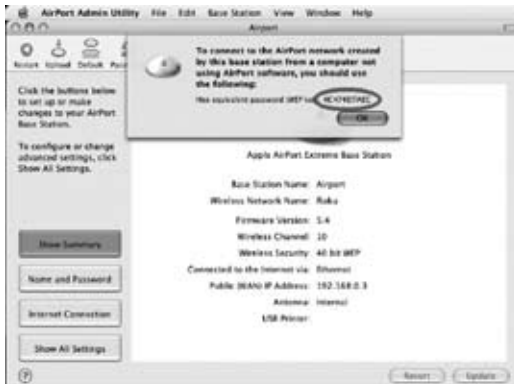 AirPort Admin Utility File Edit Base Station View Window Help
Airport
Restart Upload Default
To connect to the AirPort network created
by this base station from a computer not
using AirPort software, you should use
the following:
Hex equivalent password (WEP
OK
Click the buttons below
to set up or make
changes to your AirPort
Base Station.
To configure or change
advanced settings, click
Show All Settings.
Show Summary
Name and Password
Internet Connection
Show All Settings
Apple AirPort Extreme Base Station
Base Station Name: Airport
Wireless Network Name:
Firmware Version: 5.4
Wireless Channel: 10
Wireless Security: 40 bit WEP
Connected to the Internet via: Ethernet
Public (WAN) IP Address: 192.168.0.3
Antenna: Internal
USB Printer:
?
Revert Update